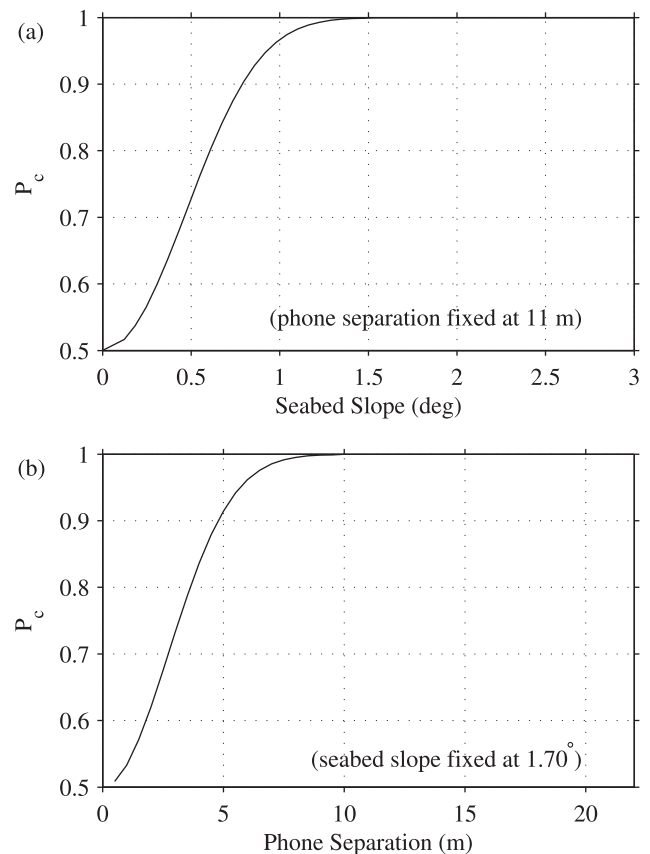 (a)
1
0.9
0.8
0.7
0.6
0.5
P_c
(phone separation fixed at 11 m)
0 0.5 1 1.5 2 2.5 3
Seabed Slope (deg)
(b)
1
0.9
0.8
0.7
0.6
0.5
P_c
(seabed slope fixed at 1.70°)
0 5 10 15 20
Phone Separation (m)